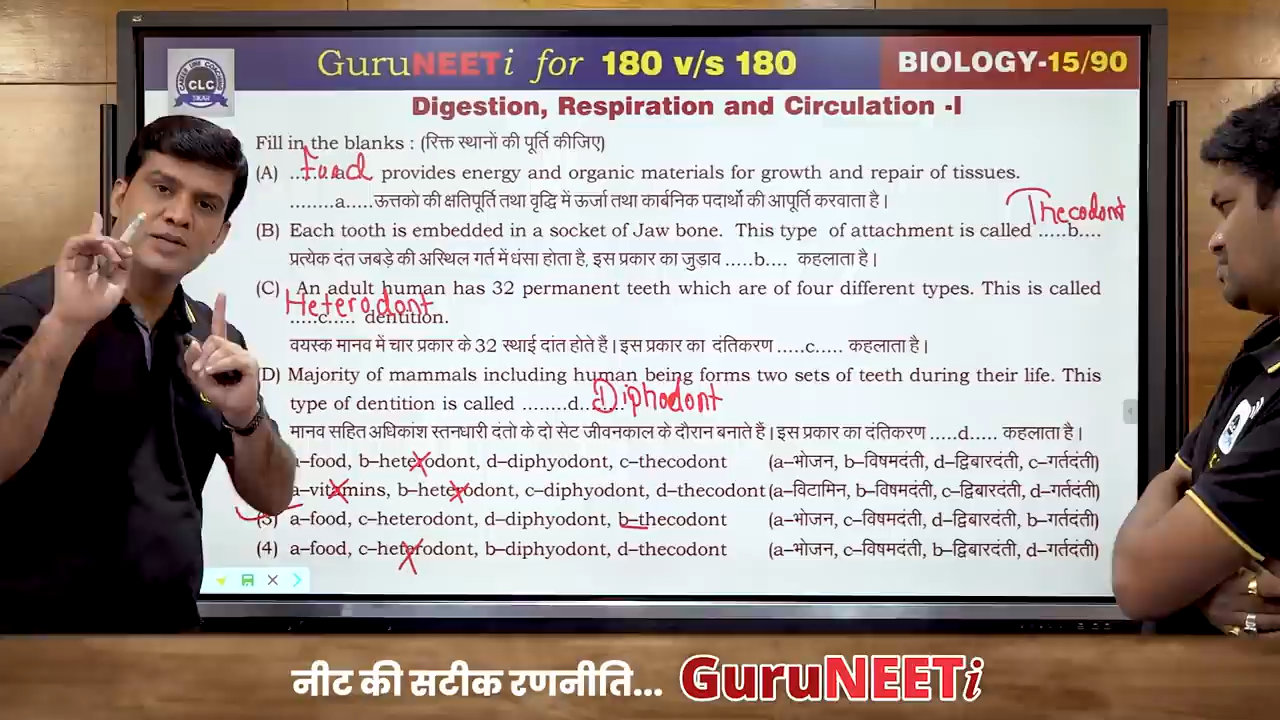 GuruNEETi for 180 v/s 180
BIOLOGY-15/90
CLC
Digestion, Respiration and Circulation -I
Fill in the blanks : (रिक्त स्थानों की पूर्ति कीजिए)
(A) ... Food provides energy and organic materials for growth and repair of tissues.
........a.....ऊत्तको की क्षतिपूर्ति तथा वृद्धि में ऊर्जा तथा कार्बनिक पदार्थों की आपूर्ति करवाता है।
Thecodont
(B) Each tooth is embedded in a socket of Jaw bone. This type of attachment is called .....b....
प्रत्येक दंत जबड़े की अस्थिल गर्त में धंसा होता है, इस प्रकार का जुड़ाव .....b.... कहलाता है।
(C) An adult human has 32 permanent teeth which are of four different types. This is called
Heterodont
.....c..... dentition.
वयस्क मानव में चार प्रकार के 32 स्थाई दांत होते हैं। इस प्रकार का दंतिकरण .....c..... कहलाता है।
D) Majority of mammals including human being forms two sets of teeth during their life. This
type of dentition is called ........d........ Diphodont
मानव सहित अधिकांश स्तनधारी दंतो के दो सेट जीवनकाल के दौरान बनाते हैं। इस प्रकार का दंतिकरण .....d..... कहलाता है।
a–food, b–heterodont, d–diphyodont, c–thecodont (a–भोजन, b–विषमदंती, d–द्विबारदंती, c–गर्तदंती)
a–vitamins, b–heterodont, c–diphyodont, d–thecodont (a–विटामिन, b–विषमदंती, c–द्विबारदंती, d–गर्तदंती)
(3) a–food, c–heterodont, d–diphyodont, b–thecodont (a–भोजन, c–विषमदंती, d–द्विबारदंती, b–गर्तदंती)
(4) a–food, c–heterodont, b–diphyodont, d–thecodont (a–भोजन, c–विषमदंती, b–द्विबारदंती, d–गर्तदंती)
नीट की सटीक रणनीति... GuruNEETi